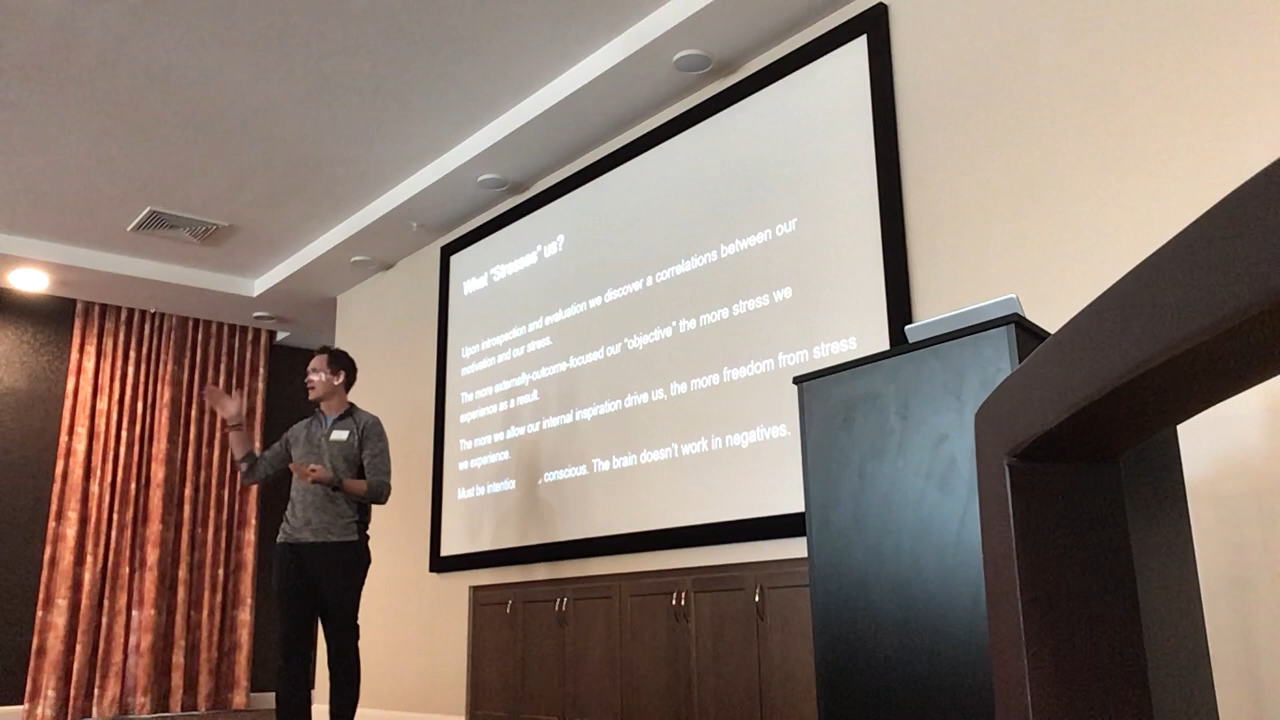 What "Stresses" us?
Upon introspection and evaluation we discover a correlations between our
motivation and our stress.
The more externally-outcome-focused our "objective" the more stress we
experience as a result.
The more we allow our internal inspiration drive us, the more freedom from stress
we experience.
Must be conscious. The brain doesn't work in negatives.